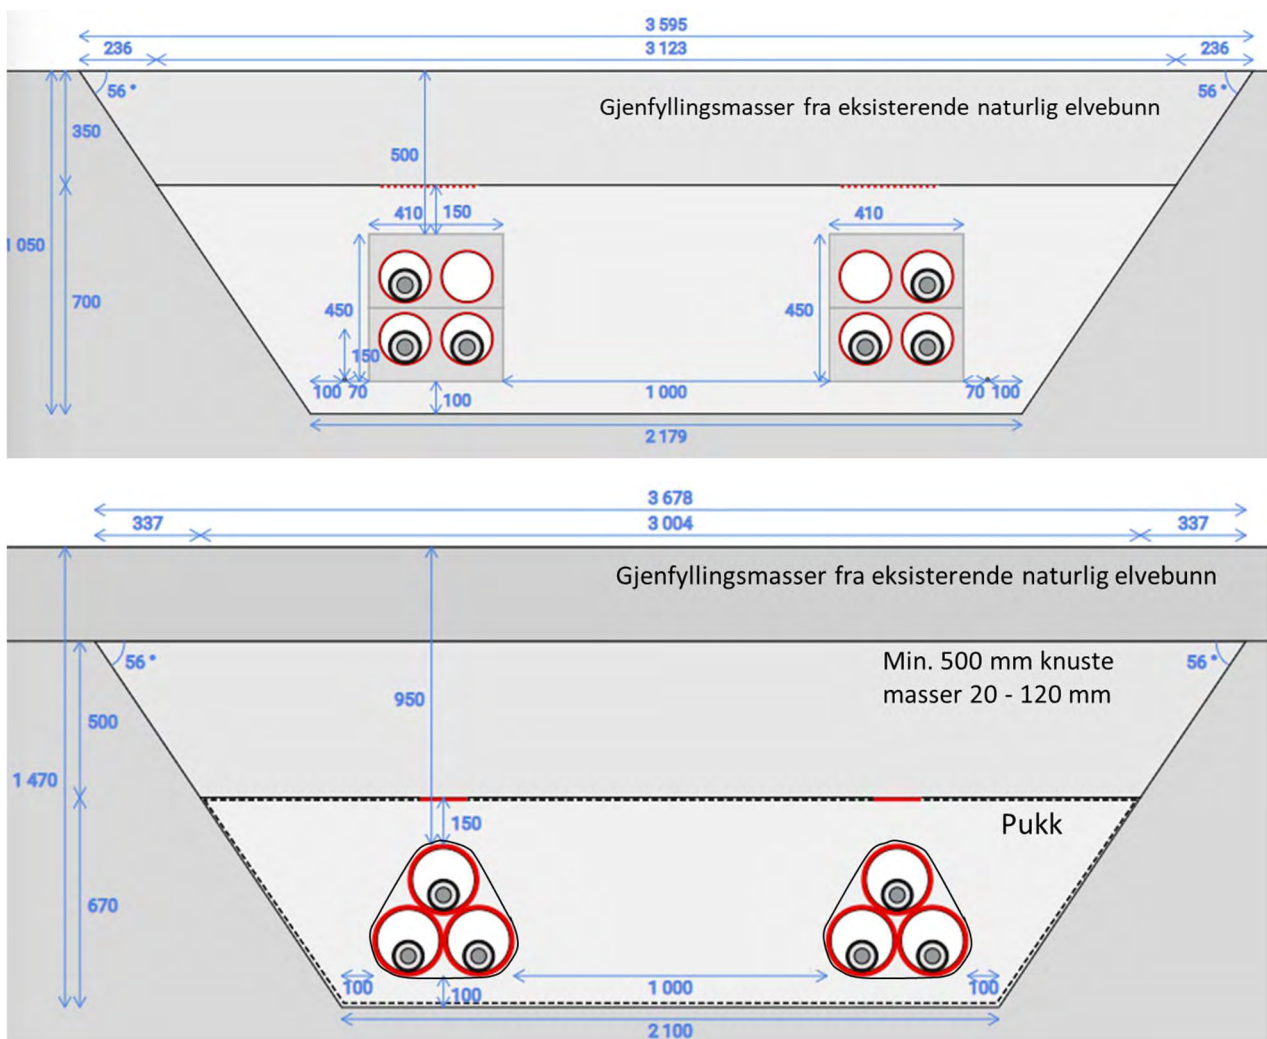 3 595
236 3 123 236
56 ° 56 °
Gjenfyllingsmasser fra eksisterende naturlig elvebunn
350
500
410 150 410
1 050
700
450 450
150
100 70 1 000 70 100
100
2 179
3 678
337 3 004 337
Gjenfyllingsmasser fra eksisterende naturlig elvebunn
56 ° Min. 500 mm knuste 56 °
masser 20 - 120 mm
950
500
1 470
150 Pukk
670
100 100 1 000 100
2 100